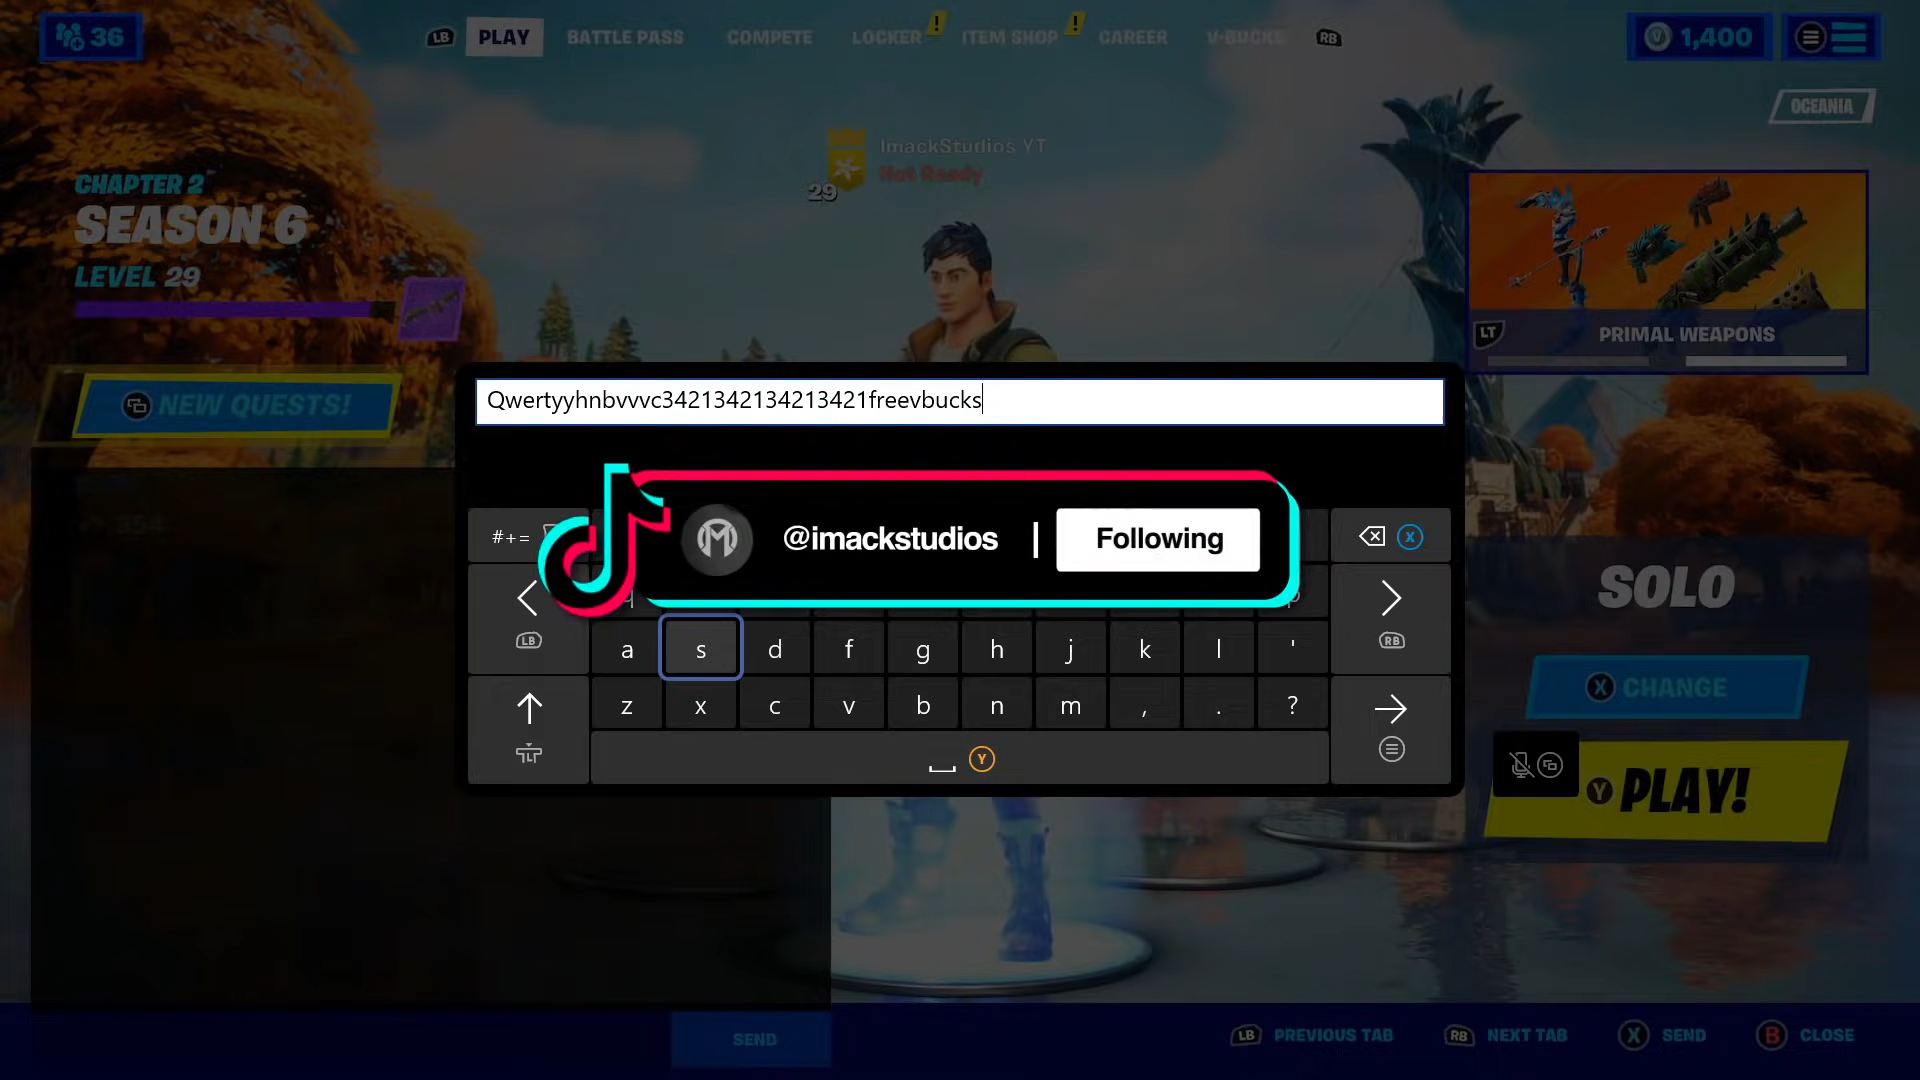 36
LB PLAY BATTLE PASS COMPETE LOCKER ! ITEM SHOP ! CAREER V-BUCKS RB
1,400
OCEANIA
ImackStudios YT
Not Ready
29
CHAPTER 2
SEASON 6
LEVEL 29
NEW QUESTS!
LT PRIMAL WEAPONS
Qwertyyhnbvvvc3421342134213421freevbucks
@imackstudios | Following
#+=
X
q
p
LB
RB
a s d f g h j k l '
z x c v b n m , . ?
Y
SOLO
X CHANGE
Y PLAY!
SEND
LB PREVIOUS TAB RB NEXT TAB X SEND B CLOSE